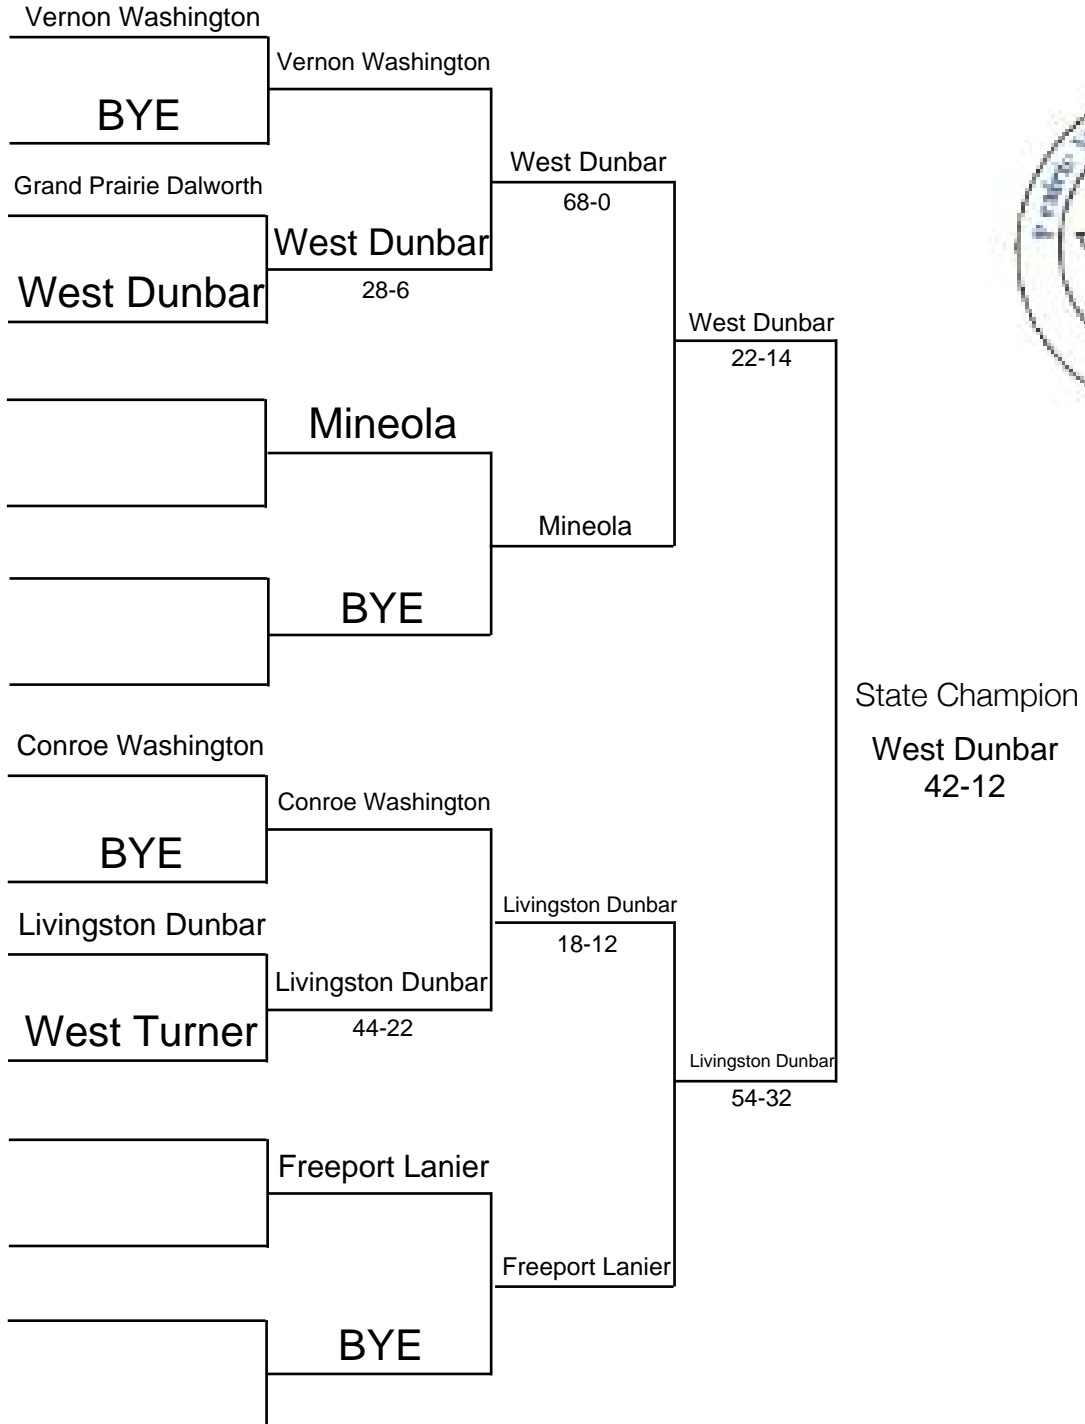 Vernon Washington
Vernon Washington
BYE
West Dunbar
68-0
Grand Prairie Dalworth
West Dunbar
28-6
West Dunbar
West Dunbar
22-14
Mineola
Mineola
BYE
State Champion
West Dunbar
42-12
Conroe Washington
Conroe Washington
BYE
Livingston Dunbar
18-12
Livingston Dunbar
Livingston Dunbar
44-22
West Turner
Livingston Dunbar
54-32
Freeport Lanier
Freeport Lanier
BYE